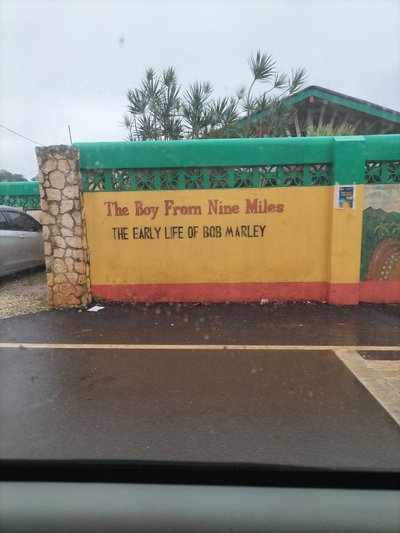 The Boy From Nine Miles
THE EARLY LIFE OF BOB MARLEY